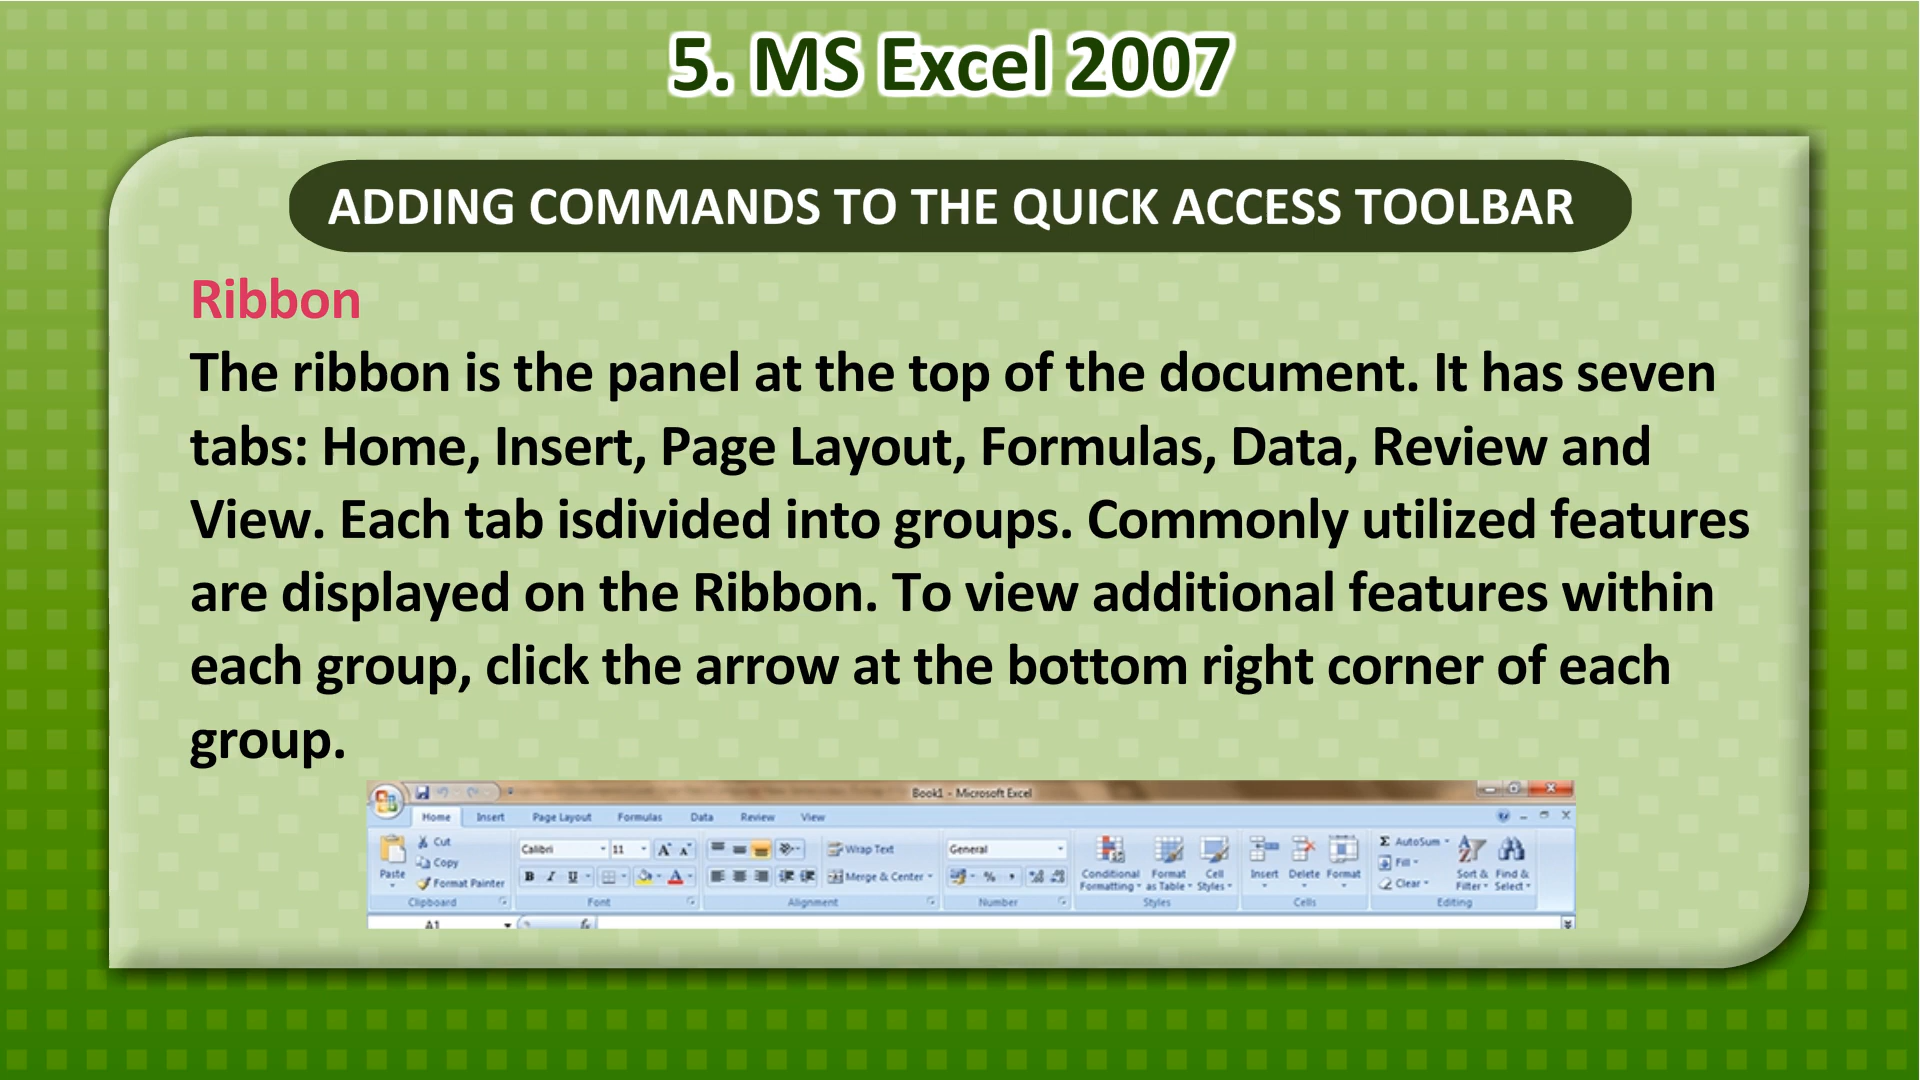 5. MS Excel 2007
ADDING COMMANDS TO THE QUICK ACCESS TOOLBAR
Ribbon
The ribbon is the panel at the top of the document. It has seven
tabs: Home, Insert, Page Layout, Formulas, Data, Review and
View. Each tab isdivided into groups. Commonly utilized features
are displayed on the Ribbon. To view additional features within
each group, click the arrow at the bottom right corner of each
group.
Book1 - Microsoft Excel
Home Insert Page Layout Formulas Data Review View
Paste
Cut
Copy
Format Painter
Clipboard
Calibri 11 A A
B I U A
Font
Wrap Text
Merge & Center
Alignment
General
%
Number
Conditional Formatting
Format as Table
Cell Styles
Styles
Insert Delete Format
Cells
Σ AutoSum
Fill
Clear
Sort & Filter
Find & Select
Editing
A1 fx